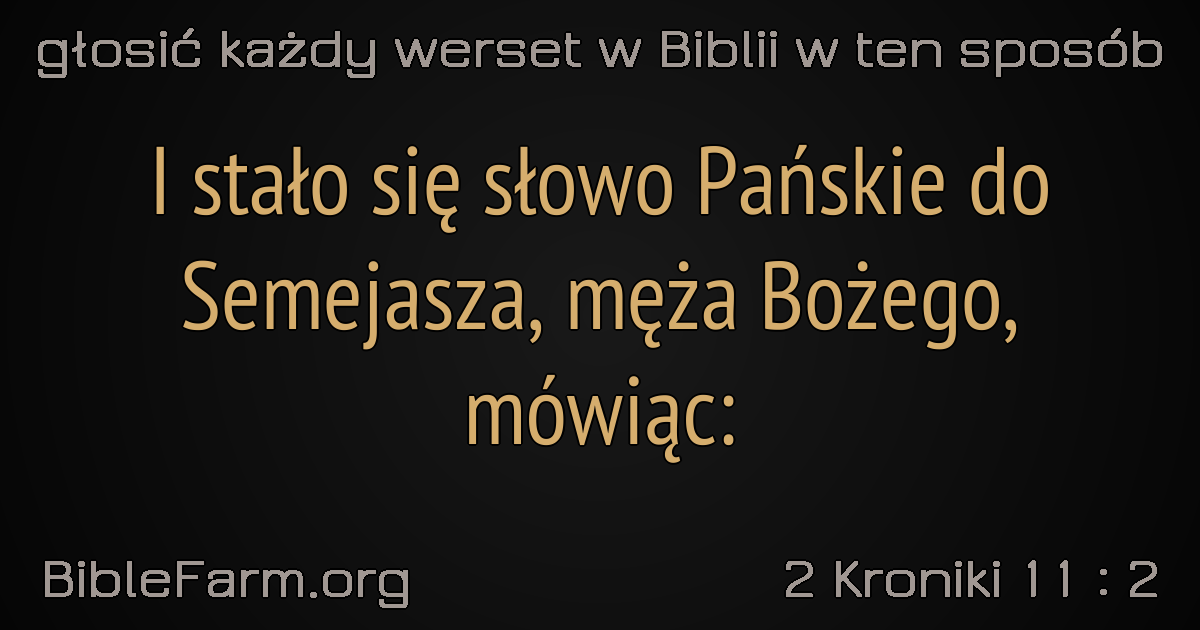 głosić każdy werset w Biblii w ten sposób
I stało się słowo Pańskie do
Semejasza, męża Bożego,
mówiąc:
BibleFarm.org
2 Kroniki 11 : 2